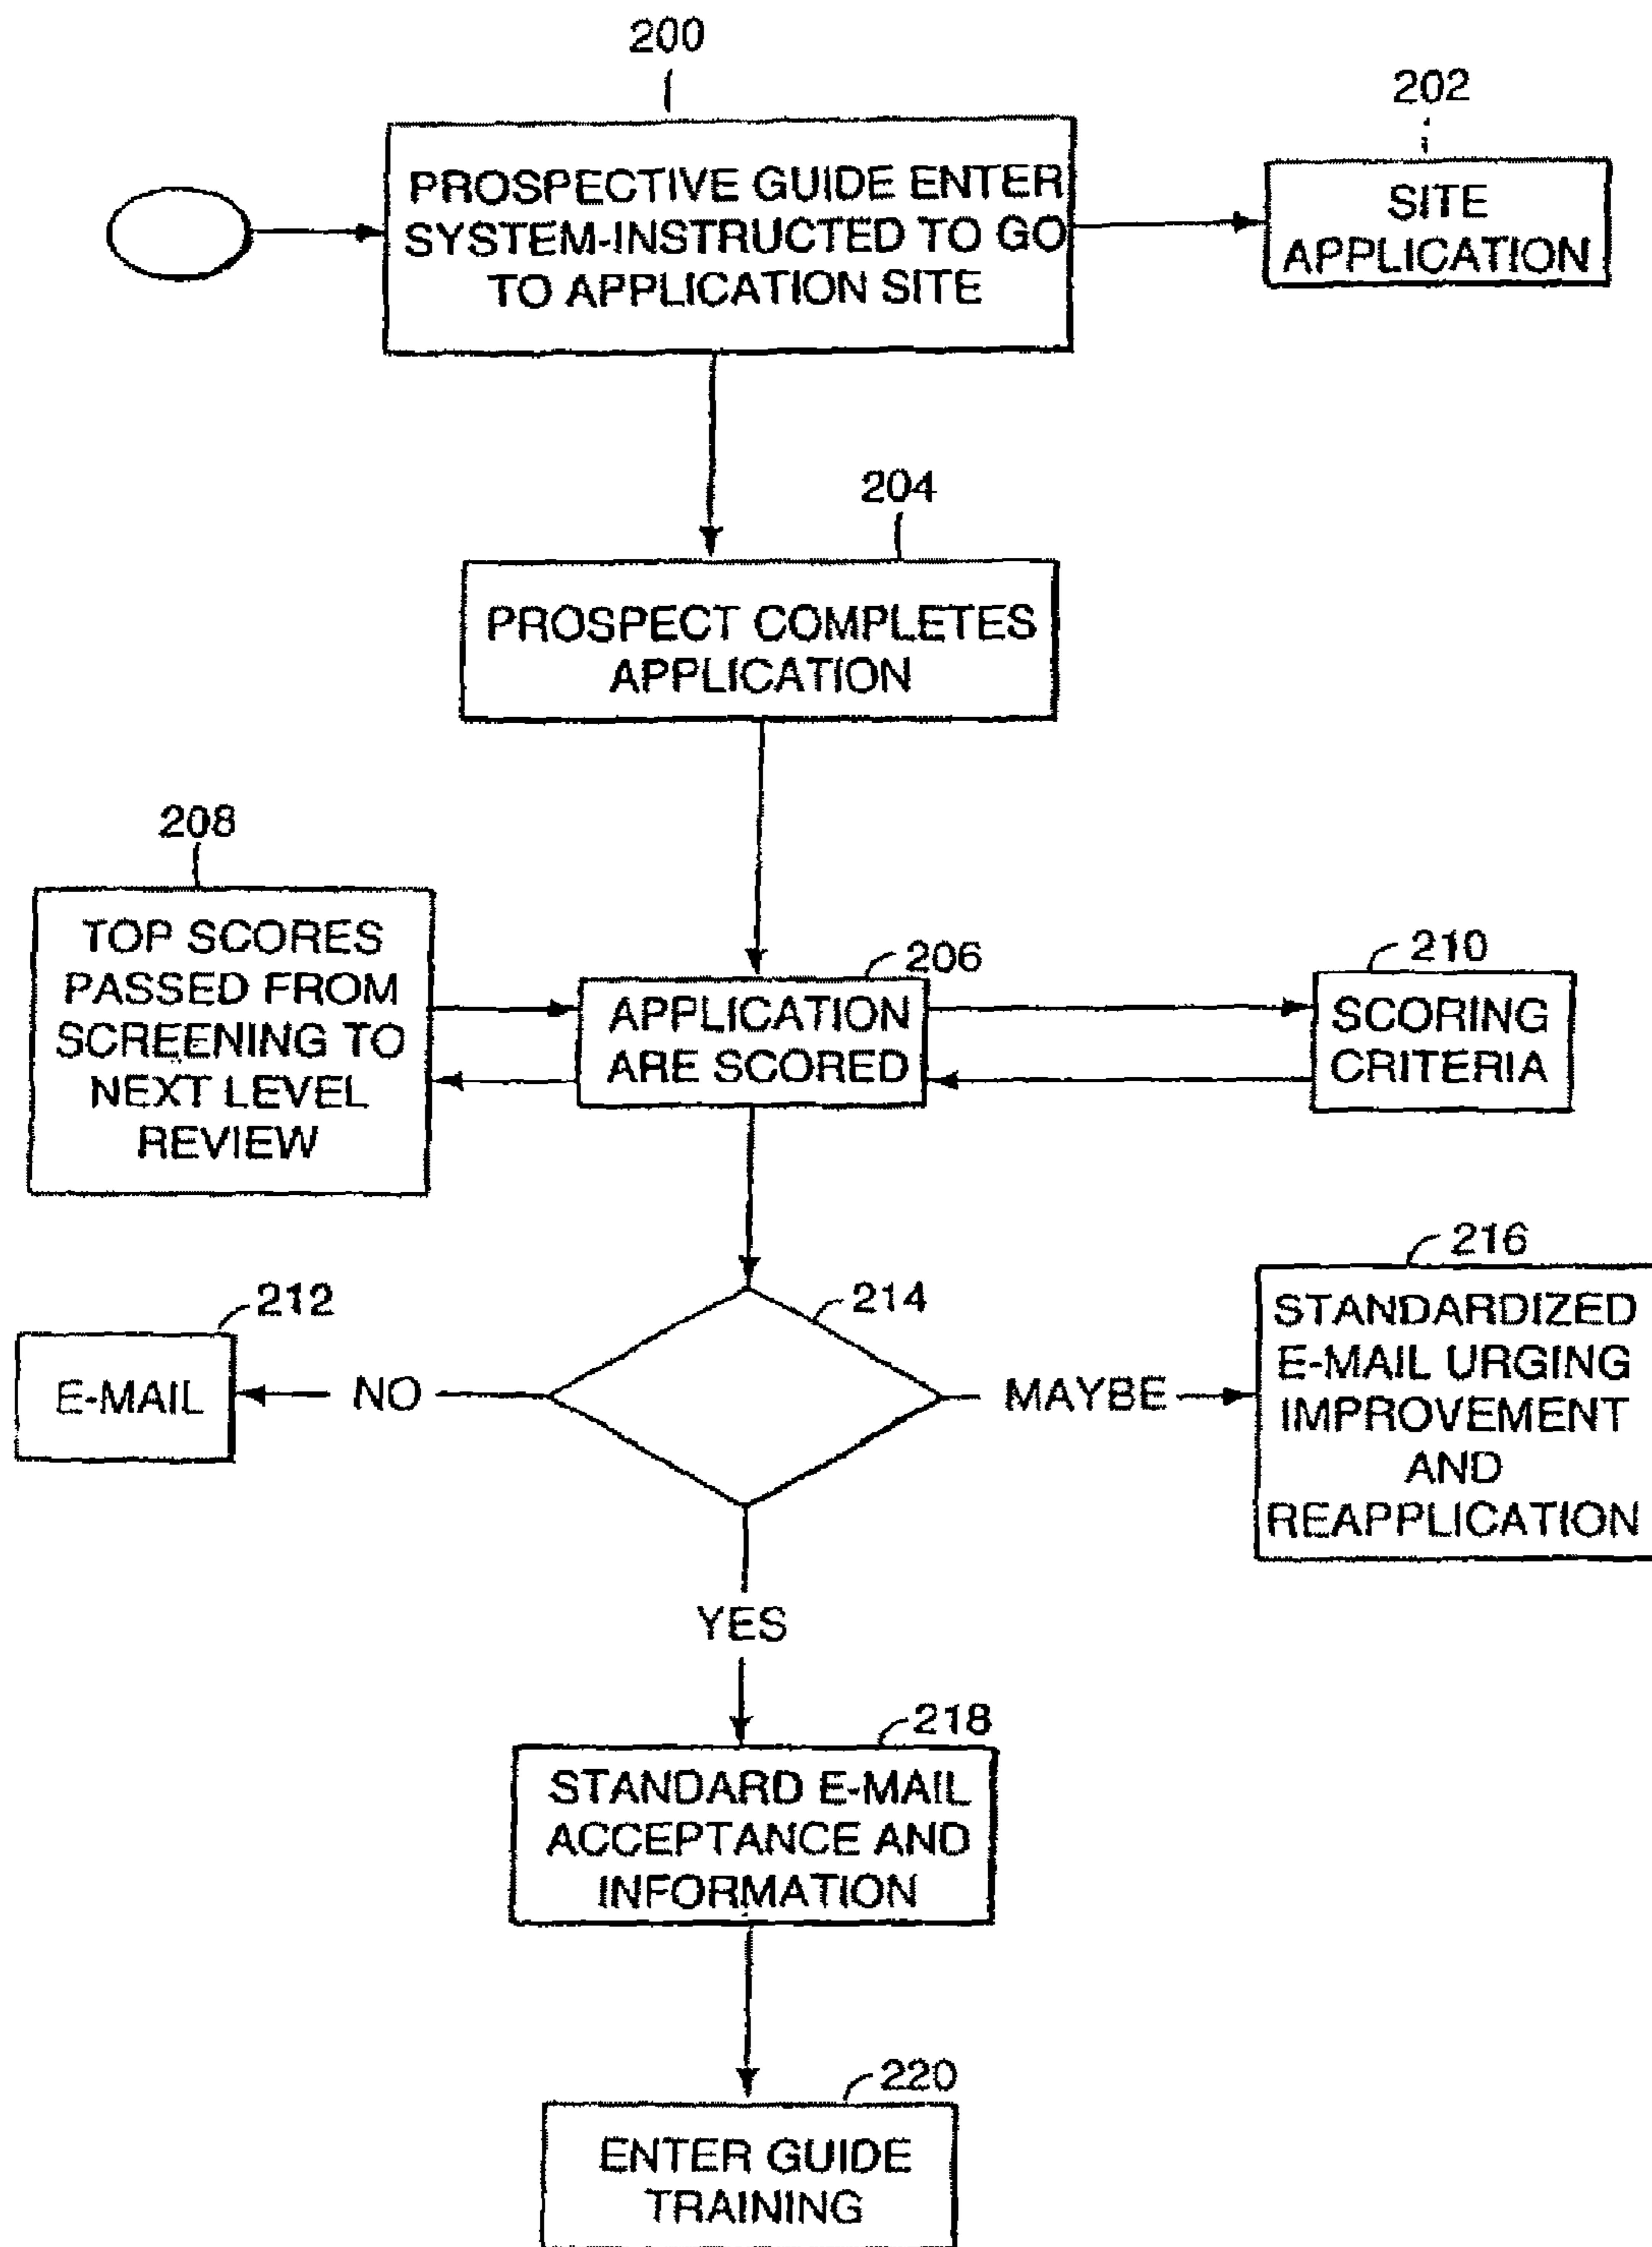 200
PROSPECTIVE GUIDE ENTER
SYSTEM-INSTRUCTED TO GO
TO APPLICATION SITE
202
SITE
APPLICATION
204
PROSPECT COMPLETES
APPLICATION
208
TOP SCORES
PASSED FROM
SCREENING TO
NEXT LEVEL
REVIEW
206
APPLICATION
ARE SCORED
210
SCORING
CRITERIA
212
E-MAIL
NO
214
MAYBE
216
STANDARDIZED
E-MAIL URGING
IMPROVEMENT
AND
REAPPLICATION
YES
218
STANDARD E-MAIL
ACCEPTANCE AND
INFORMATION
220
ENTER GUIDE
TRAINING